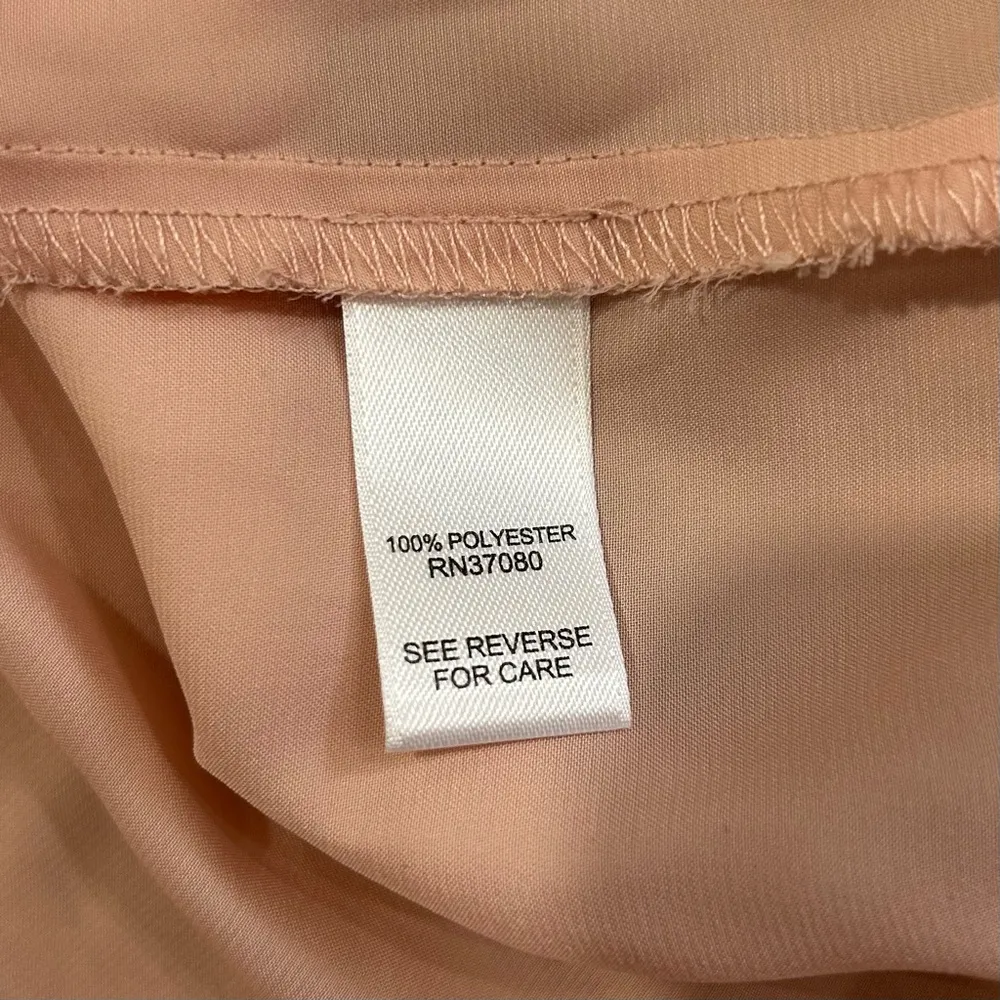 100% POLYESTER
RN37080
SEE REVERSE
FOR CARE